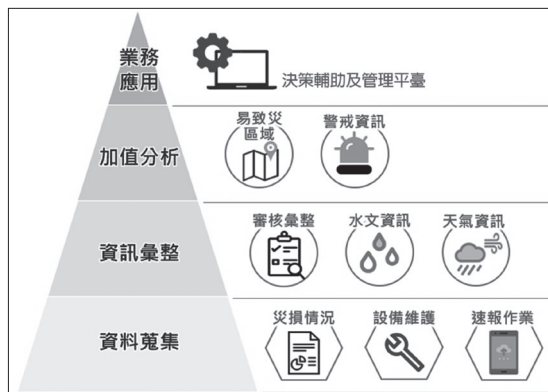 業務
應用
決策輔助及管理平臺
加值分析
易致災
區域
警戒資訊
資訊彙整
審核彙整
水文資訊
天氣資訊
資料蒐集
災損情況
設備維護
速報作業